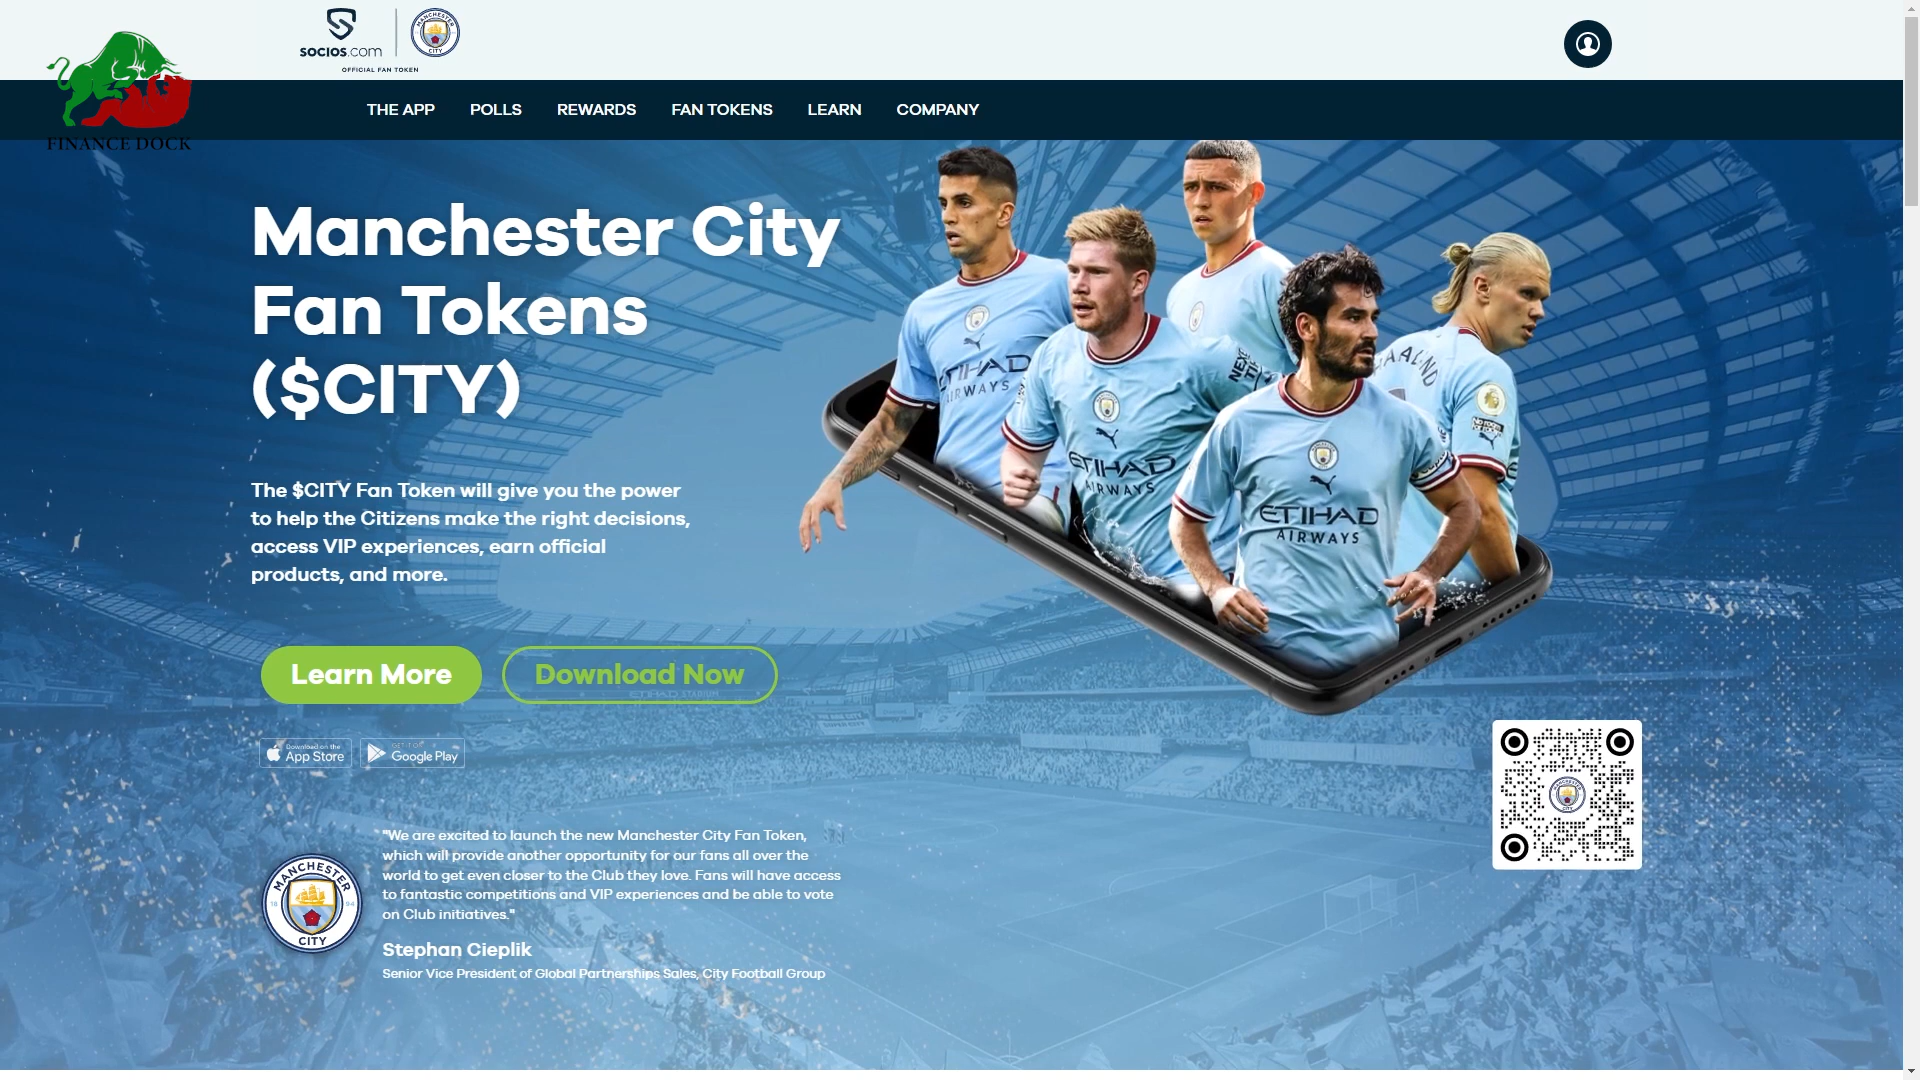 SOCIOS.com
MANCHESTER
CITY
OFFICIAL FAN TOKEN
FINANCE DOCK
THE APP
POLLS
REWARDS
FAN TOKENS
LEARN
COMPANY
Manchester City
Fan Tokens
($CITY)
The $CITY Fan Token will give you the power
to help the Citizens make the right decisions,
access VIP experiences, earn official
products, and more.
Learn More
Download Now
Download on the
App Store
GET IT ON
Google Play
ETIHAD
AIRWAYS
ETIHAD
AIRWAYS
ETIHAD
AIRWAYS
ETIHAD STADIUM
MANCHESTER
18 94
CITY
"We are excited to launch the new Manchester City Fan Token,
which will provide another opportunity for our fans all over the
world to get even closer to the Club they love. Fans will have access
to fantastic competitions and VIP experiences and be able to vote
on Club initiatives."
Stephan Cieplik
Senior Vice President of Global Partnerships Sales, City Football Group